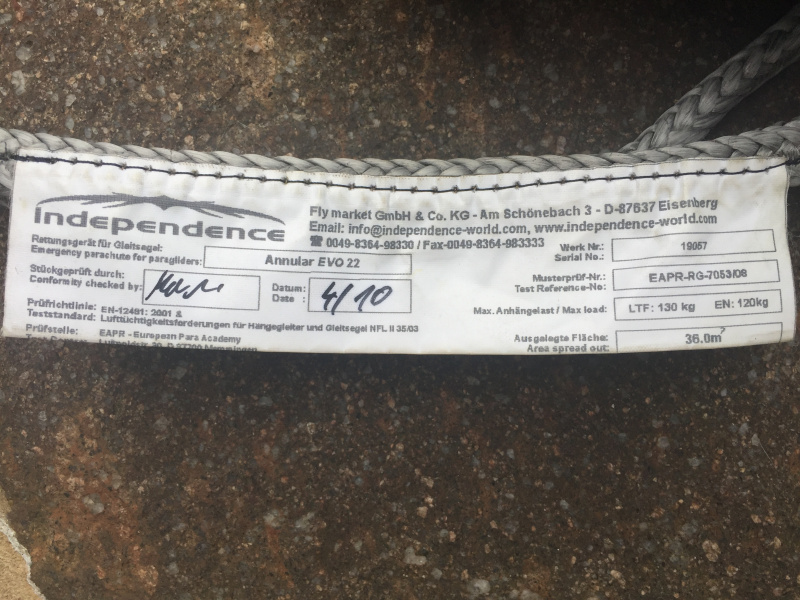 independence
Fly market GmbH & Co. KG - Am Schönebach 3 - D-87637 Eisenberg
Email: info@independence-world.com, www.independence-world.com
☎ 0049-8364-98330 / Fax-0049-8364-983333
Rettungsgerät für Gleitsegel:
Emergency parachute for paragliders:
Annular EVO 22
Werk Nr.:
Serial No.:
19057
Stückgeprüft durch:
Conformity checked by:
Datum:
Date :
4/10
Musterprüf-Nr.:
Test Reference-No:
EAPR-RG-7053/08
Max. Anhängelast / Max load:
LTF: 130 kg EN: 120kg
Prüfrichtlinie: EN-12491: 2001 &
Teststandard: Lufttüchtigkeitsforderungen für Hängegleiter und Gleitsegel NFL II 35/03
Ausgelegte Fläche:
Area spread out:
36.0m²
Prüfstelle: EAPR - European Para Academy